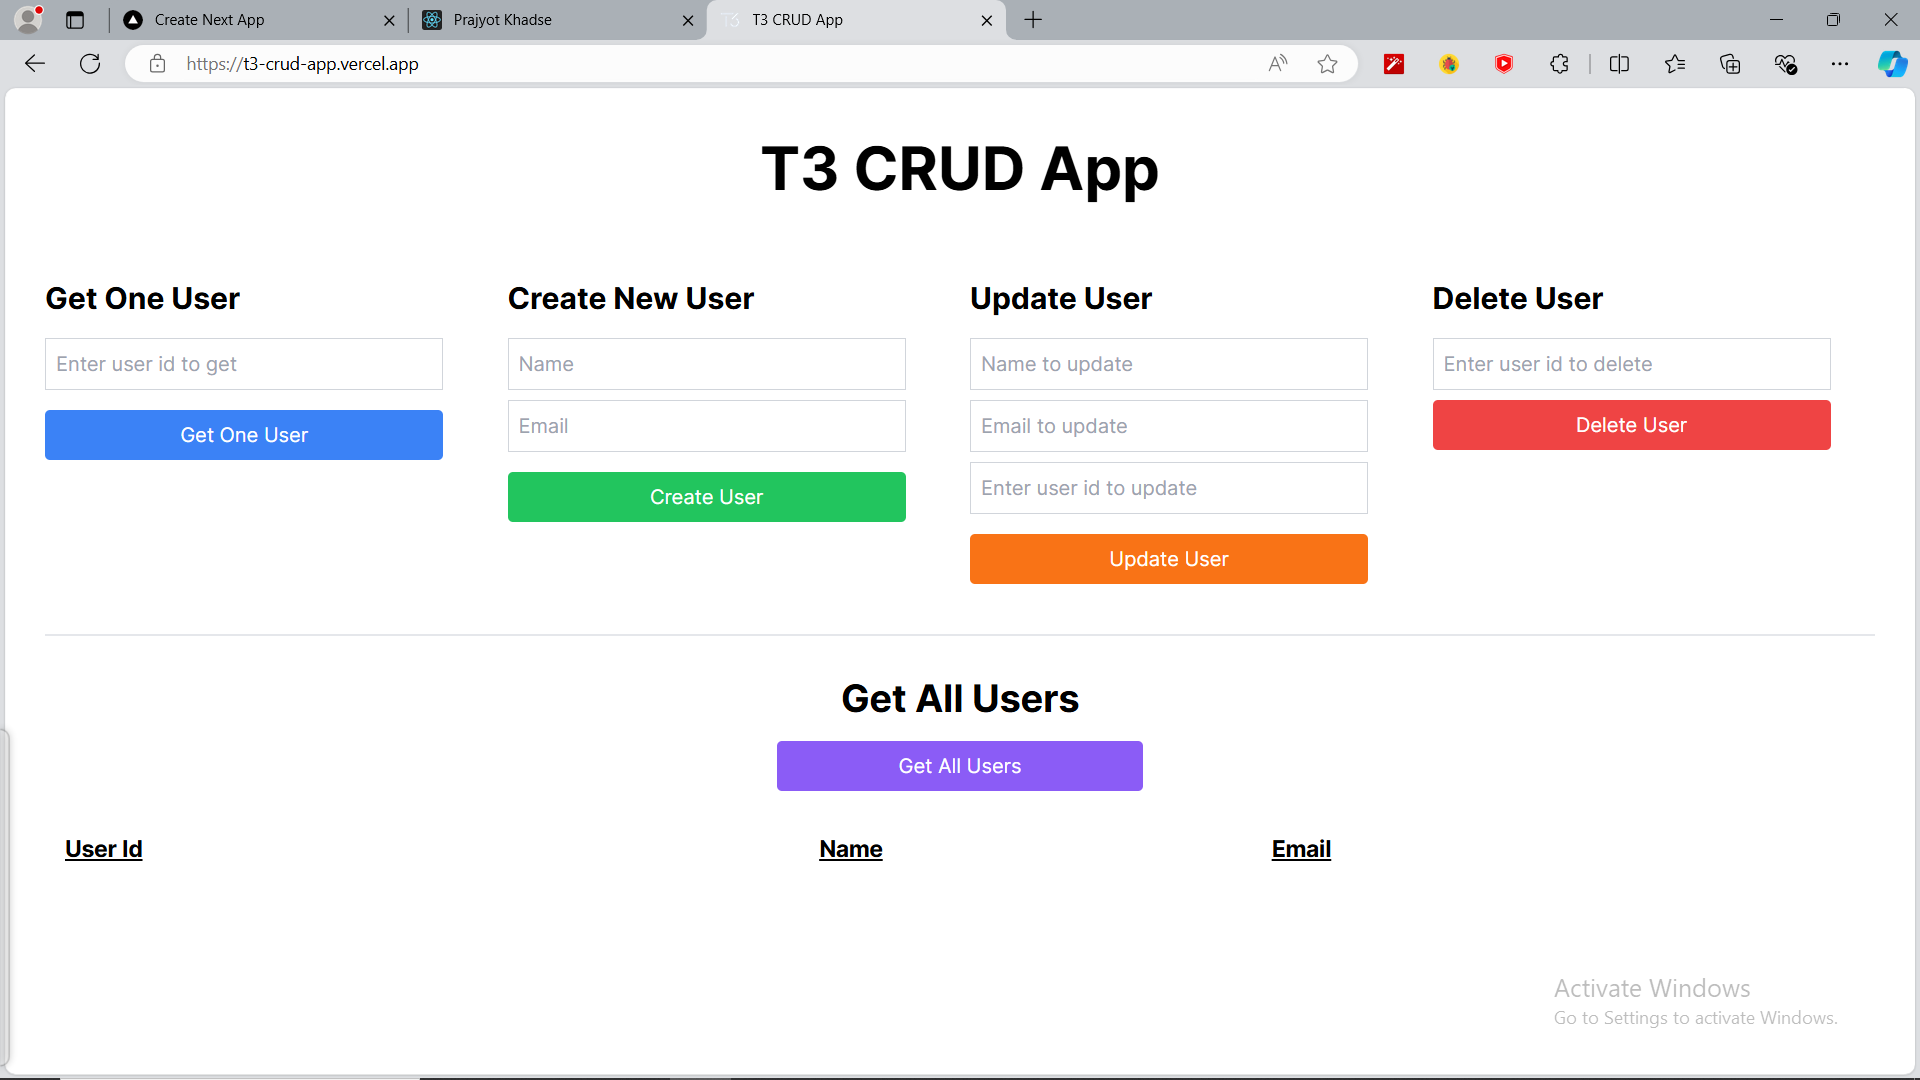 Create Next App
Prajyot Khadse
T3 CRUD App
https://t3-crud-app.vercel.app
T3 CRUD App
Get One User
Enter user id to get
Get One User
Create New User
Name
Email
Create User
Update User
Name to update
Email to update
Enter user id to update
Update User
Delete User
Enter user id to delete
Delete User
Get All Users
Get All Users
User Id Name Email
Activate Windows
Go to Settings to activate Windows.